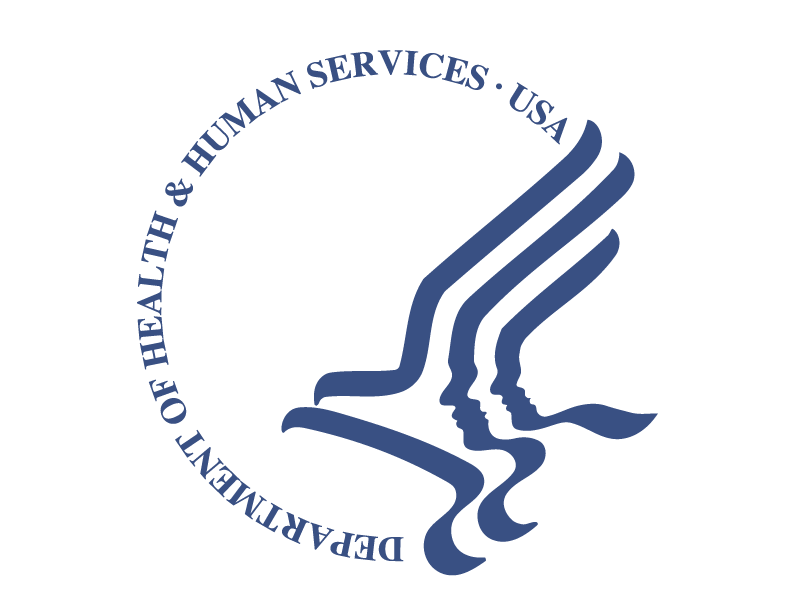 DEPARTMENT OF HEALTH & HUMAN SERVICES · USA